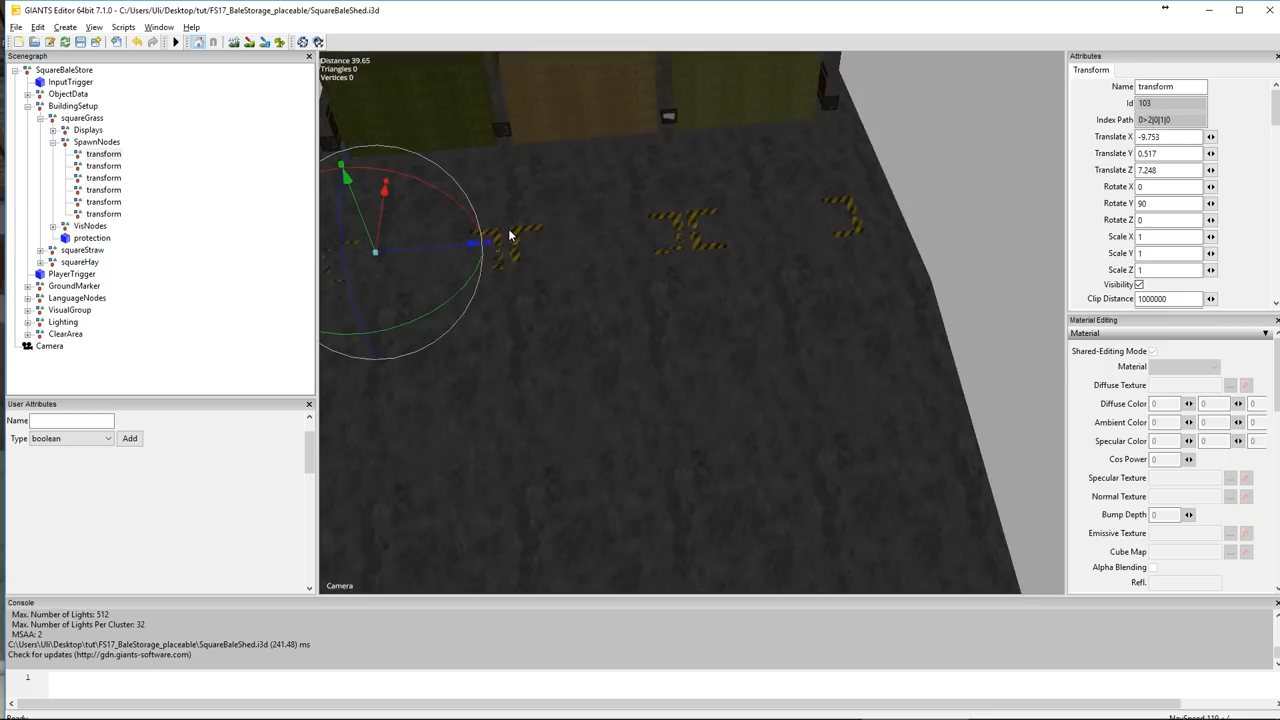 GIANTS Editor 64bit 7.1.0 - C:/Users/Uli/Desktop/tut/FS17_BaleStorage_placeable/SquareBaleShed.i3d
File Edit Create View Scripts Window Help
Scenegraph
SquareBaleStore
InputTrigger
ObjectData
BuildingSetup
squareGrass
Displays
SpawnNodes
transform
transform
transform
transform
transform
transform
VisNodes
protection
squareStraw
squareHay
PlayerTrigger
GroundMarker
LanguageNodes
VisualGroup
Lighting
ClearArea
Camera
User Attributes
Name
Type boolean Add
Distance 39.65
Triangles 0
Vertices 0
Camera
Attributes
Transform
Name transform
Id 103
Index Path 0>2|0|1|0
Translate X -9.753
Translate Y 0.517
Translate Z 7.248
Rotate X 0
Rotate Y 90
Rotate Z 0
Scale X 1
Scale Y 1
Scale Z 1
Visibility
Clip Distance 1000000
Material Editing
Material
Shared-Editing Mode
Material
Diffuse Texture ...
Diffuse Color 0 0 0
Ambient Color 0 0 0
Specular Color 0 0 0
Cos Power 0
Specular Texture ...
Normal Texture ...
Bump Depth 0
Emissive Texture ...
Cube Map ...
Alpha Blending
Refl.
Console
Max. Number of Lights: 512
Max. Number of Lights Per Cluster: 32
MSAA: 2
C:\Users\Uli\Desktop\tut\FS17_BaleStorage_placeable\SquareBaleShed.i3d (241.48) ms
Check for updates (http://gdn.giants-software.com)
1
Ready
NavSpeed 119 +/-